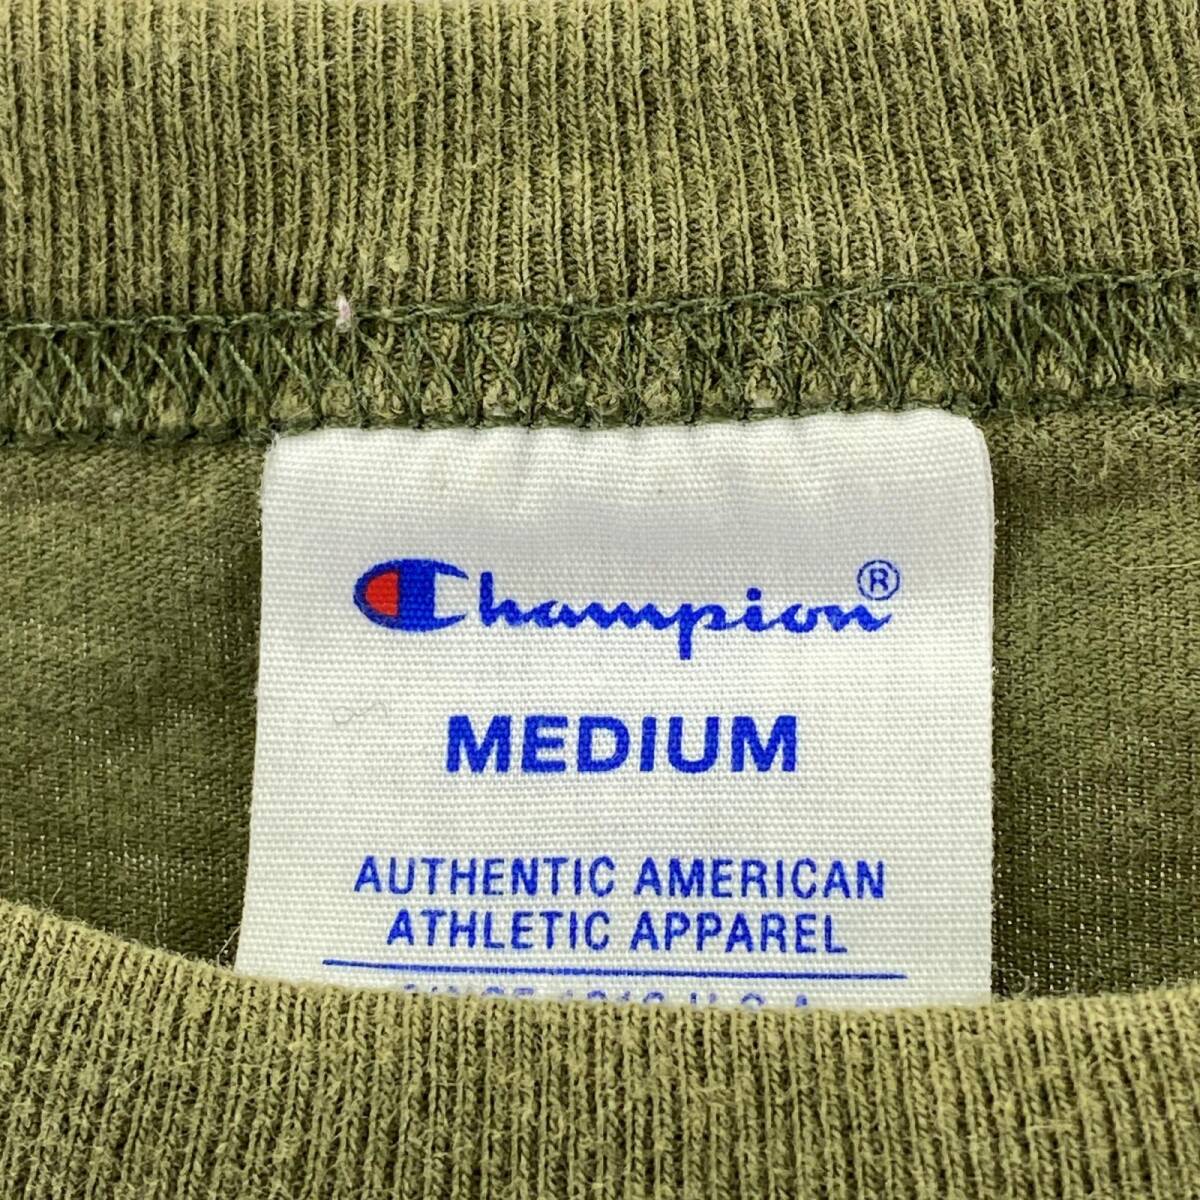 Champion®
MEDIUM
AUTHENTIC AMERICAN
ATHLETIC APPAREL
U.S.A.